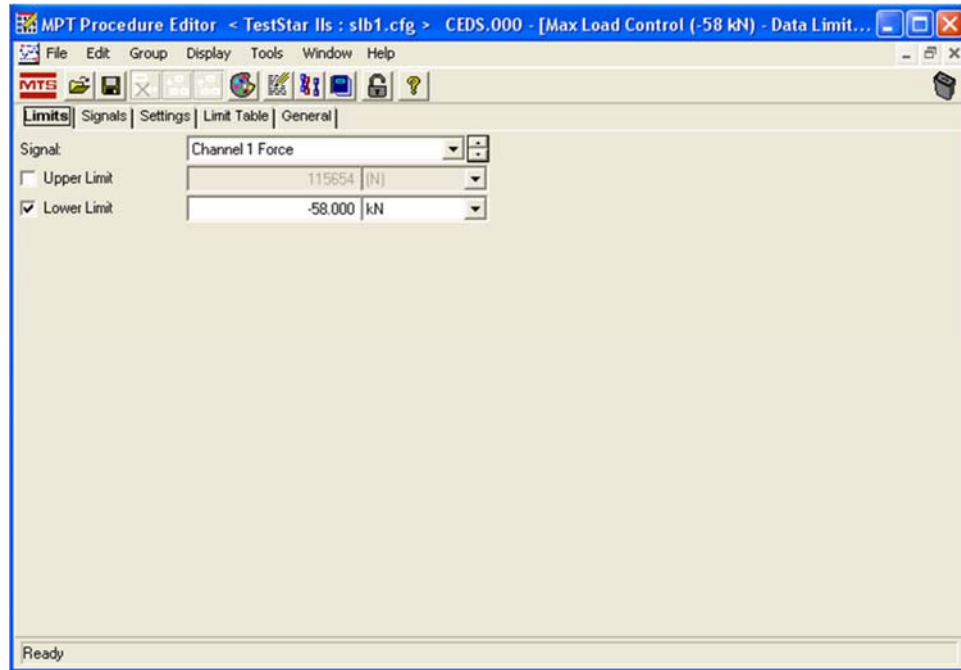 MPT Procedure Editor < TestStar IIs : slb1.cfg > CEDS.000 - [Max Load Control (-58 kN) - Data Limit...
File Edit Group Display Tools Window Help
MTS
Limits Signals Settings Limit Table General
Signal: Channel 1 Force
Upper Limit 115654 (N)
Lower Limit -58.000 kN
Ready